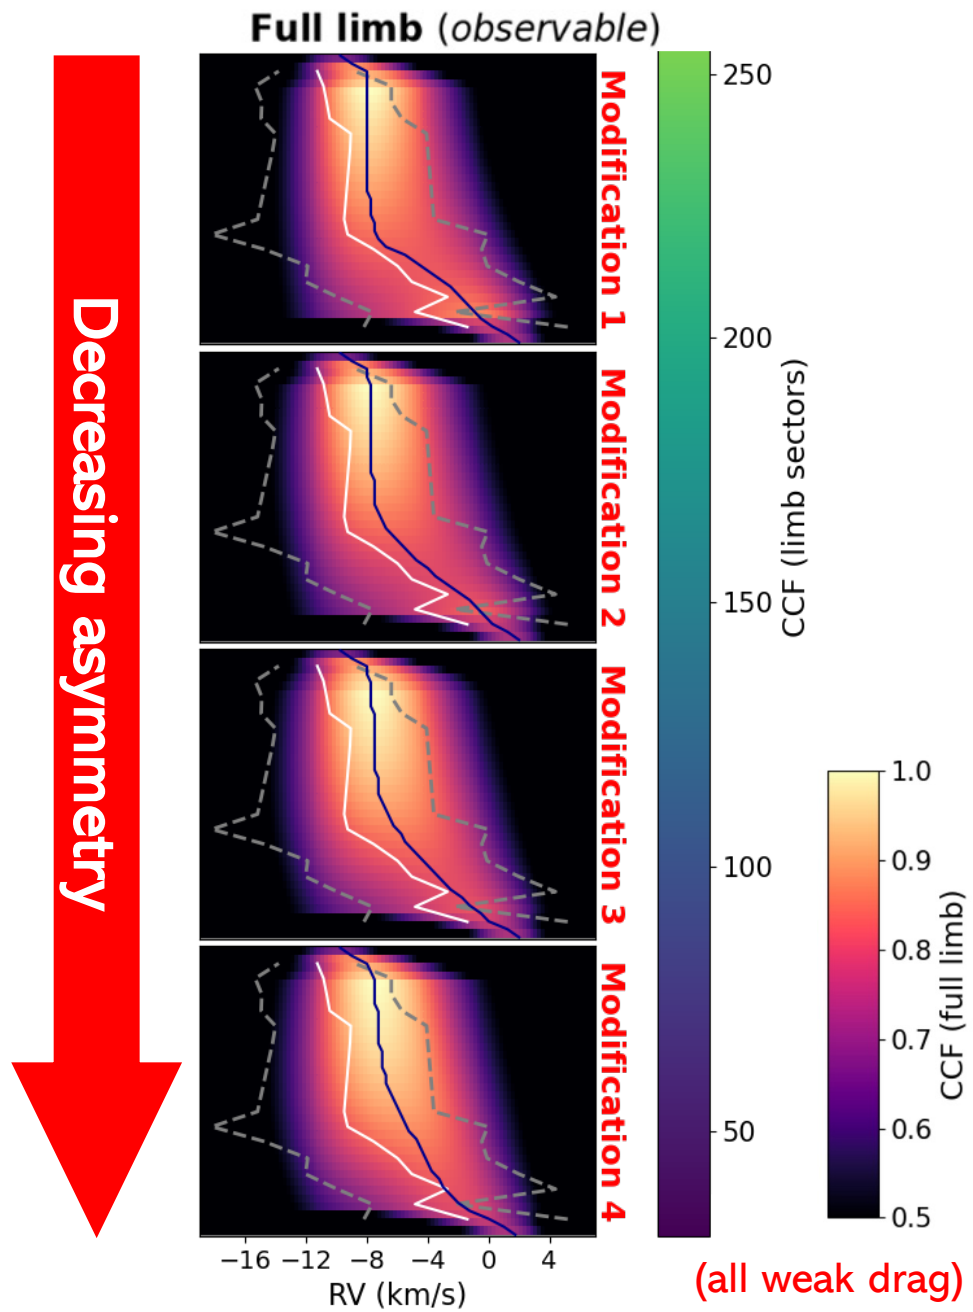 Full limb (observable)
Decreasing asymmetry
Modification 1
Modification 2
Modification 3
Modification 4
−16 −12 −8 −4 0 4
RV (km/s)
250
200
150
100
50
CCF (limb sectors)
1.0
0.9
0.8
0.7
0.6
0.5
CCF (full limb)
(all weak drag)